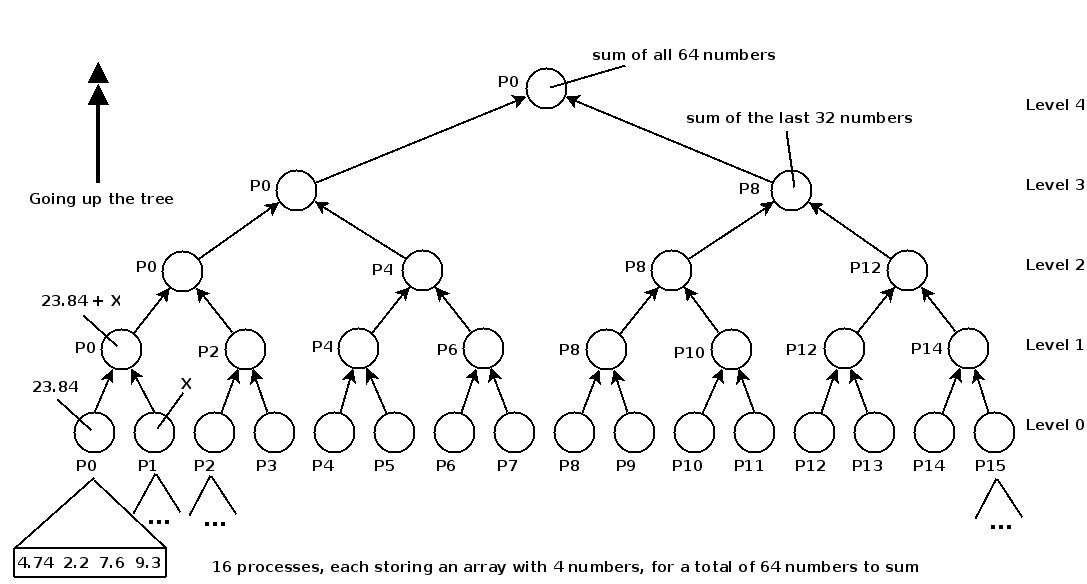 sum of all 64 numbers
P0
Level 4
sum of the last 32 numbers
Going up the tree
P0
P8
Level 3
P0
P4
P8
P12
Level 2
23.84 + X
P0
P2
P4
P6
P8
P10
P12
P14
Level 1
23.84
X
Level 0
P0
P1
P2
P3
P4
P5
P6
P7
P8
P9
P10
P11
P12
P13
P14
P15
...
...
...
4.74 2.2 7.6 9.3
16 processes, each storing an array with 4 numbers, for a total of 64 numbers to sum